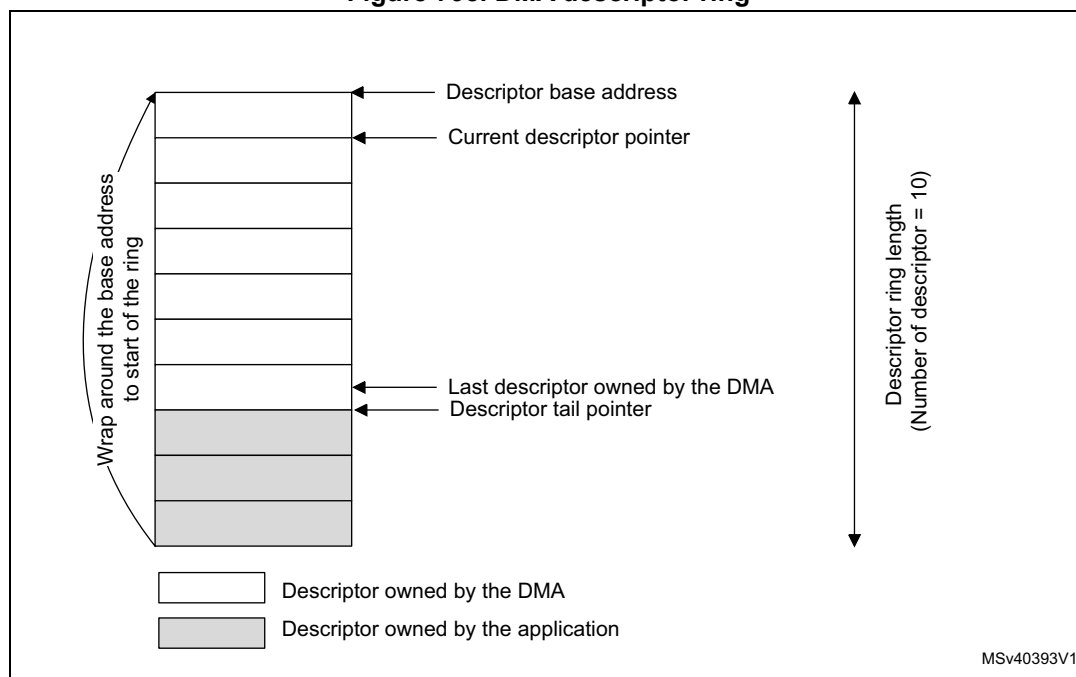 Descriptor base address
Current descriptor pointer
Wrap around the base address
to start of the ring
Descriptor ring length
(Number of descriptor = 10)
Last descriptor owned by the DMA
Descriptor tail pointer
Descriptor owned by the DMA
Descriptor owned by the application
MSv40393V1